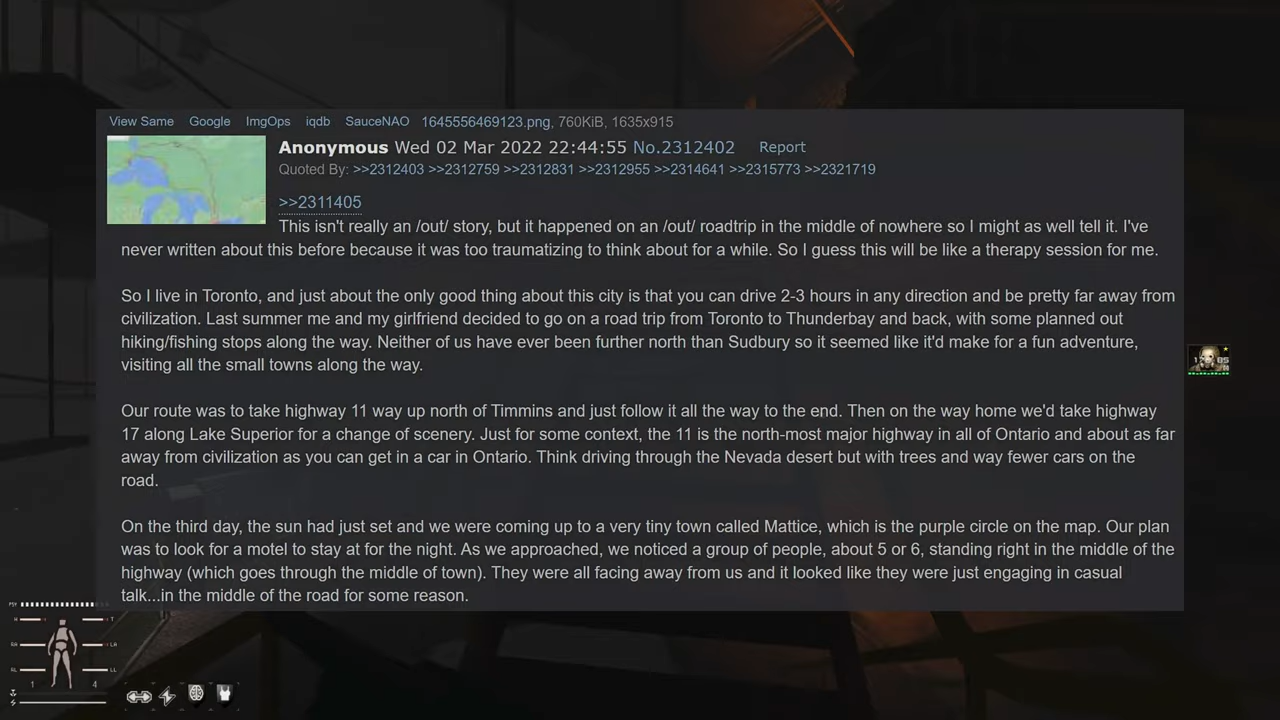 View Same Google ImgOps iqdb SauceNAO 1645556469123.png, 760KiB, 1635x915
Anonymous Wed 02 Mar 2022 22:44:55 No.2312402 Report
Quoted By: >>2312403 >>2312759 >>2312831 >>2312955 >>2314641 >>2315773 >>2321719
>>2311405
This isn't really an /out/ story, but it happened on an /out/ roadtrip in the middle of nowhere so I might as well tell it. I've
never written about this before because it was too traumatizing to think about for a while. So I guess this will be like a therapy session for me.
So I live in Toronto, and just about the only good thing about this city is that you can drive 2-3 hours in any direction and be pretty far away from
civilization. Last summer me and my girlfriend decided to go on a road trip from Toronto to Thunderbay and back, with some planned out
hiking/fishing stops along the way. Neither of us have ever been further north than Sudbury so it seemed like it'd make for a fun adventure,
visiting all the small towns along the way.
Our route was to take highway 11 way up north of Timmins and just follow it all the way to the end. Then on the way home we'd take highway
17 along Lake Superior for a change of scenery. Just for some context, the 11 is the north-most major highway in all of Ontario and about as far
away from civilization as you can get in a car in Ontario. Think driving through the Nevada desert but with trees and way fewer cars on the
road.
On the third day, the sun had just set and we were coming up to a very tiny town called Mattice, which is the purple circle on the map. Our plan
was to look for a motel to stay at for the night. As we approached, we noticed a group of people, about 5 or 6, standing right in the middle of the
highway (which goes through the middle of town). They were all facing away from us and it looked like they were just engaging in casual
talk...in the middle of the road for some reason.
H T
RA LA
AL LL
1 4